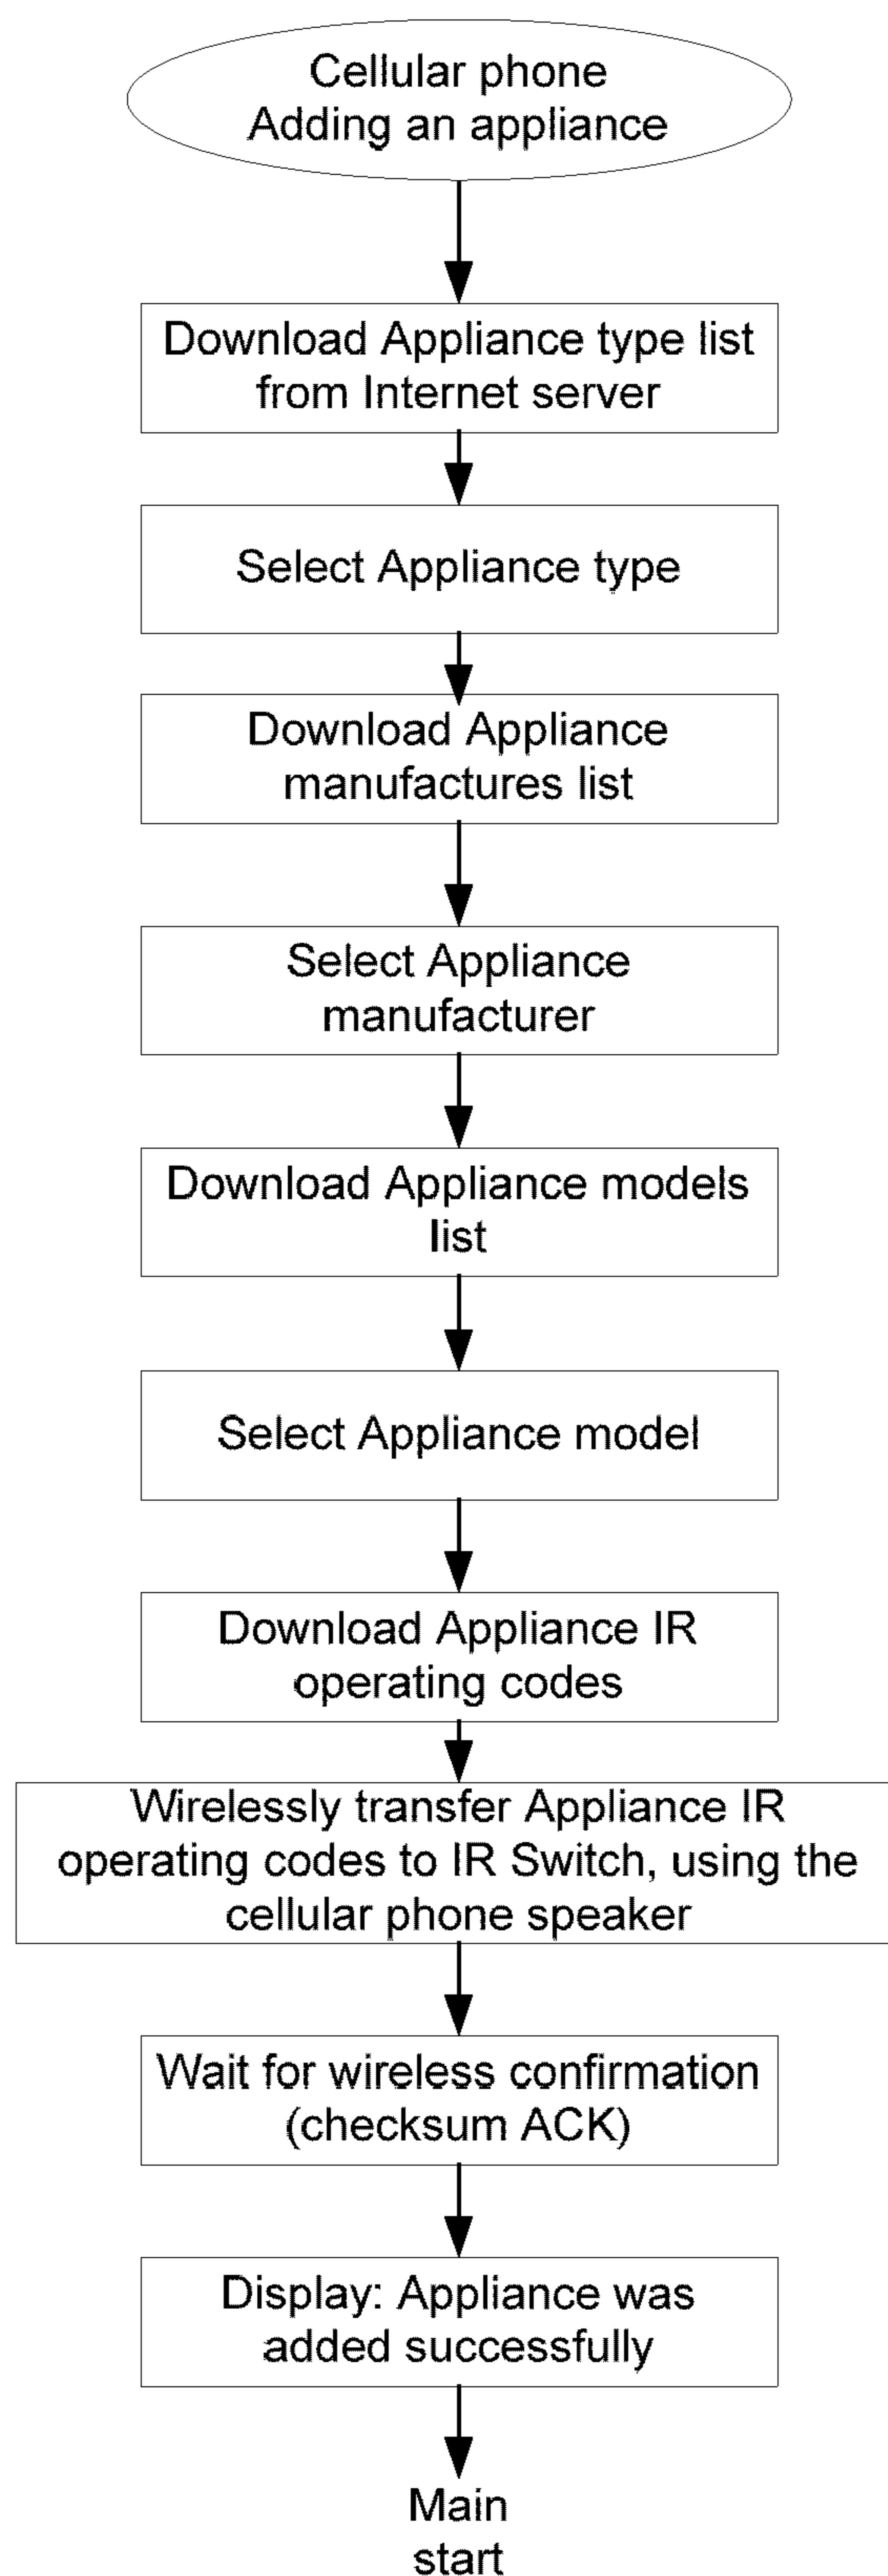 Cellular phone
Adding an appliance
Download Appliance type list
from Internet server
Select Appliance type
Download Appliance
manufactures list
Select Appliance
manufacturer
Download Appliance models
list
Select Appliance model
Download Appliance IR
operating codes
Wirelessly transfer Appliance IR
operating codes to IR Switch, using the
cellular phone speaker
Wait for wireless confirmation
(checksum ACK)
Display: Appliance was
added successfully
Main
start